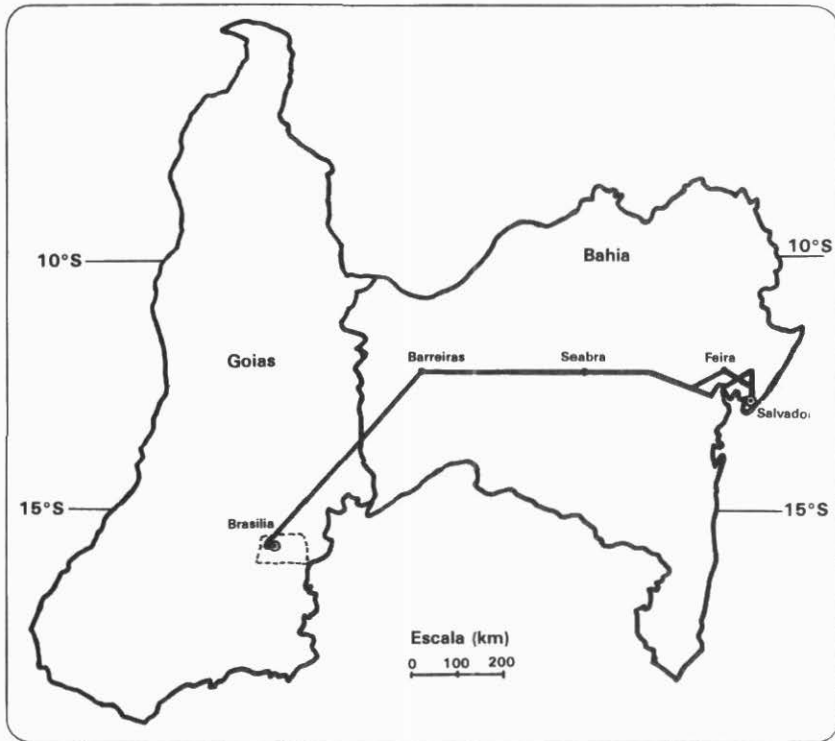 Bahia
10°S
10°S
Goias
Barreiras
Seabra
Feira
Salvador
15°S
15°S
Brasilia
Escala (km)
0 100 200